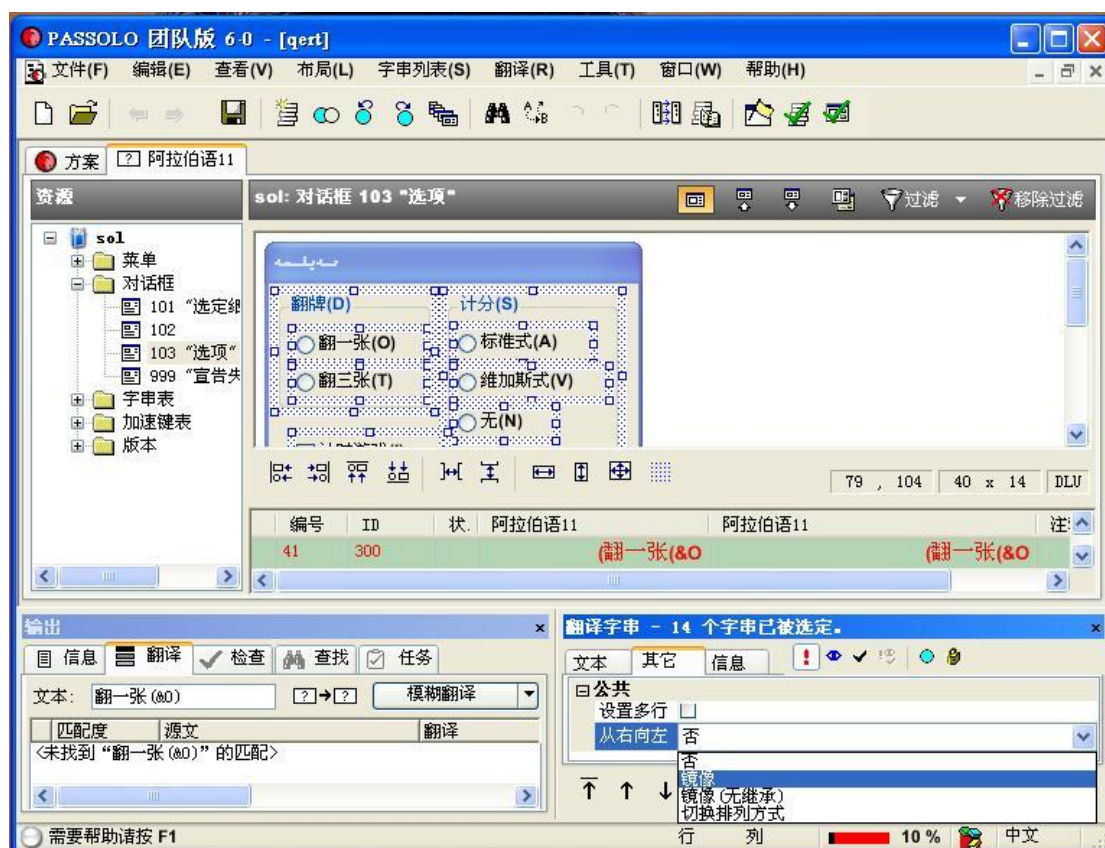 PASSOLO 团队版 6.0 - [qert]
文件(F) 编辑(E) 查看(V) 布局(L) 字串列表(S) 翻译(R) 工具(T) 窗口(W) 帮助(H)
方案 阿拉伯语11
资源
sol: 对话框 103 "选项"
过滤 移除过滤
sol
菜单
对话框
101 “选定
102
103 “选项”
999 “宣告失
字串表
加速键表
版本
翻牌(D) 计分(S)
翻一张(O) 标准式(A)
翻三张(T) 维加斯式(V)
无(N)
79 , 104 40 x 14 DLU
编号 ID 状. 阿拉伯语11 阿拉伯语11
41 300 (翻一张(&O (翻一张(&O
输出
信息 翻译 检查 查找 任务
文本: 翻一张(&O) 模糊翻译
匹配度 源文 翻译
<未找到“翻一张(&O)”的匹配>
翻译字串 - 14 个字串已被选定。
文本 其它 信息
公共
设置多行
从右向左 否
否
镜像
镜像(无继承)
切换排列方式
需要帮助请按 F1
行 列 10 % 中文